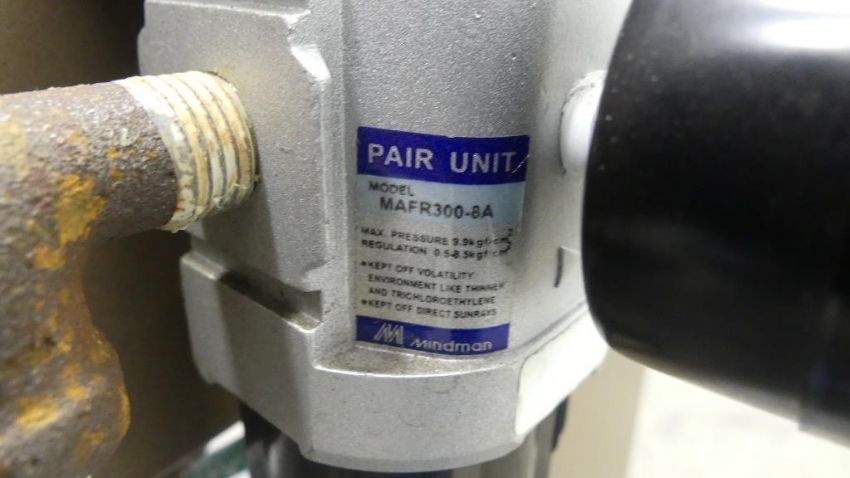 PAIR UNIT
MODEL
MAFR300-8A
MAX. PRESSURE 9.9kgf/cm²
REGULATION 0.5-8.5kgf/cm²
*KEPT OFF VOLATILITY
ENVIRONMENT LIKE THINNER
AND TRICHLOROETHYLENE
*KEPT OFF DIRECT SUNRAYS
Mindman